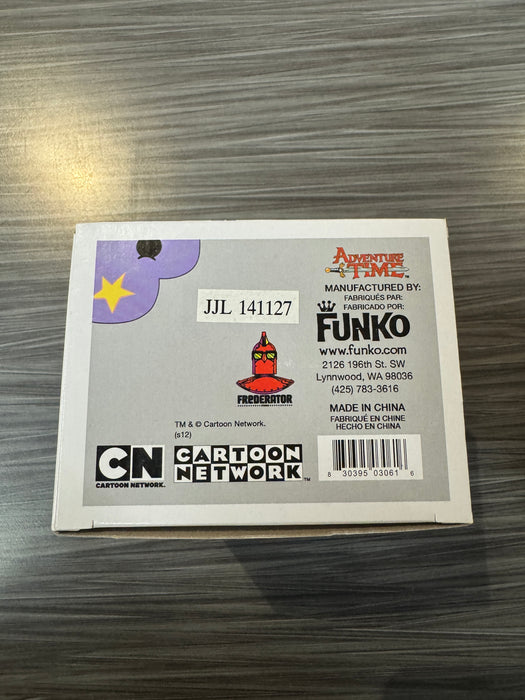 ADVENTURE
TIME™
MANUFACTURED BY:
FABRIQUÉS PAR:
FABRICADO POR:
FUNKO
www.funko.com
2126 196th St. SW
Lynnwood, WA 98036
(425) 783-3616
MADE IN CHINA
FABRIQUÉ EN CHINE
HECHO EN CHINA
8 30395 03061 6
JJL 141127
FREDERATOR
TM & © Cartoon Network.
(s12)
CN
CARTOON NETWORK.
CARTOON
NETWORK™